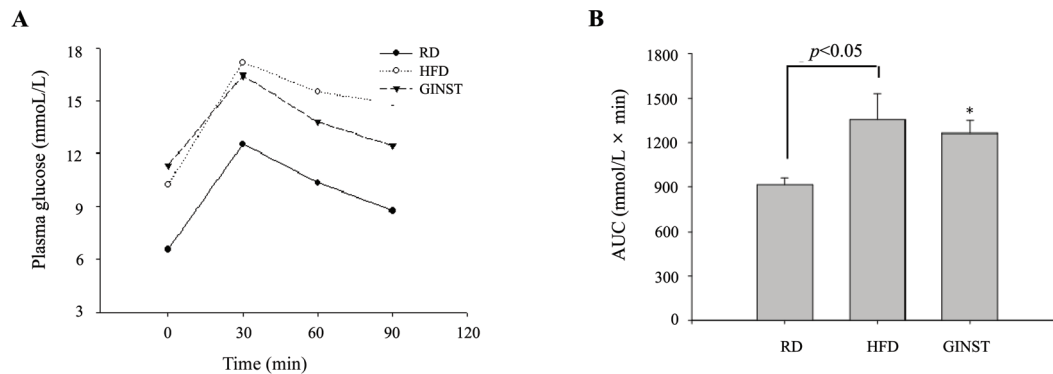 A
Plasma glucose (mmoL/L)
18
15
12
9
6
3
0
30
60
90
120
Time (min)
RD
HFD
GINST
B
AUC (mmol/L × min)
1800
1500
1200
900
600
300
0
p<0.05
*
RD
HFD
GINST